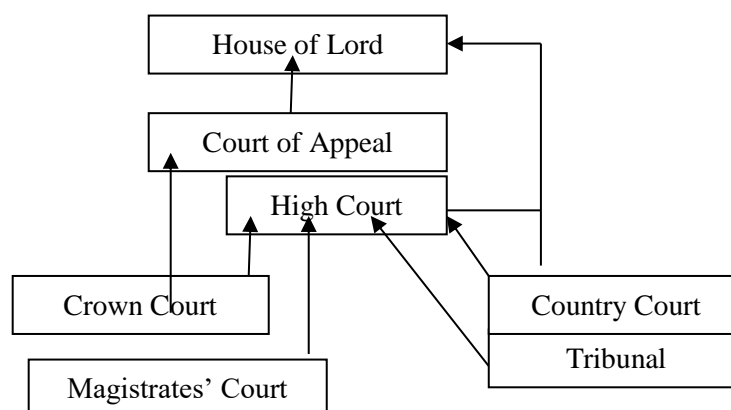 House of Lord
Court of Appeal
High Court
Crown Court
Country Court
Tribunal
Magistrates’ Court